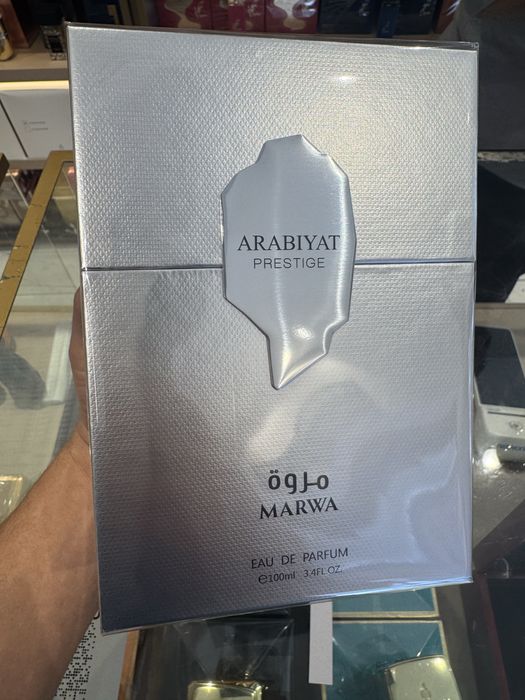 ARABIYAT
PRESTIGE
مروة
MARWA
EAU DE PARFUM
℮100ml 3.4FL.OZ.